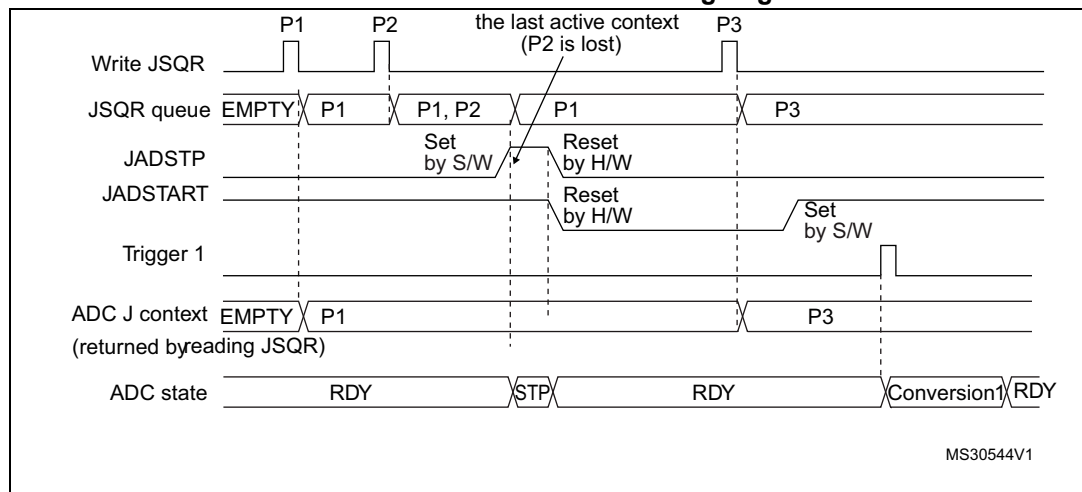 the last active context
P1 P2 (P2 is lost) P3
Write JSQR
JSQR queue EMPTY P1 P1, P2 P1 P3
Set Reset
JADSTP by S/W by H/W
JADSTART Reset
by H/W Set
by S/W
Trigger 1
ADC J context EMPTY P1 P3
(returned byreading JSQR)
ADC state RDY STP RDY Conversion1 RDY
MS30544V1